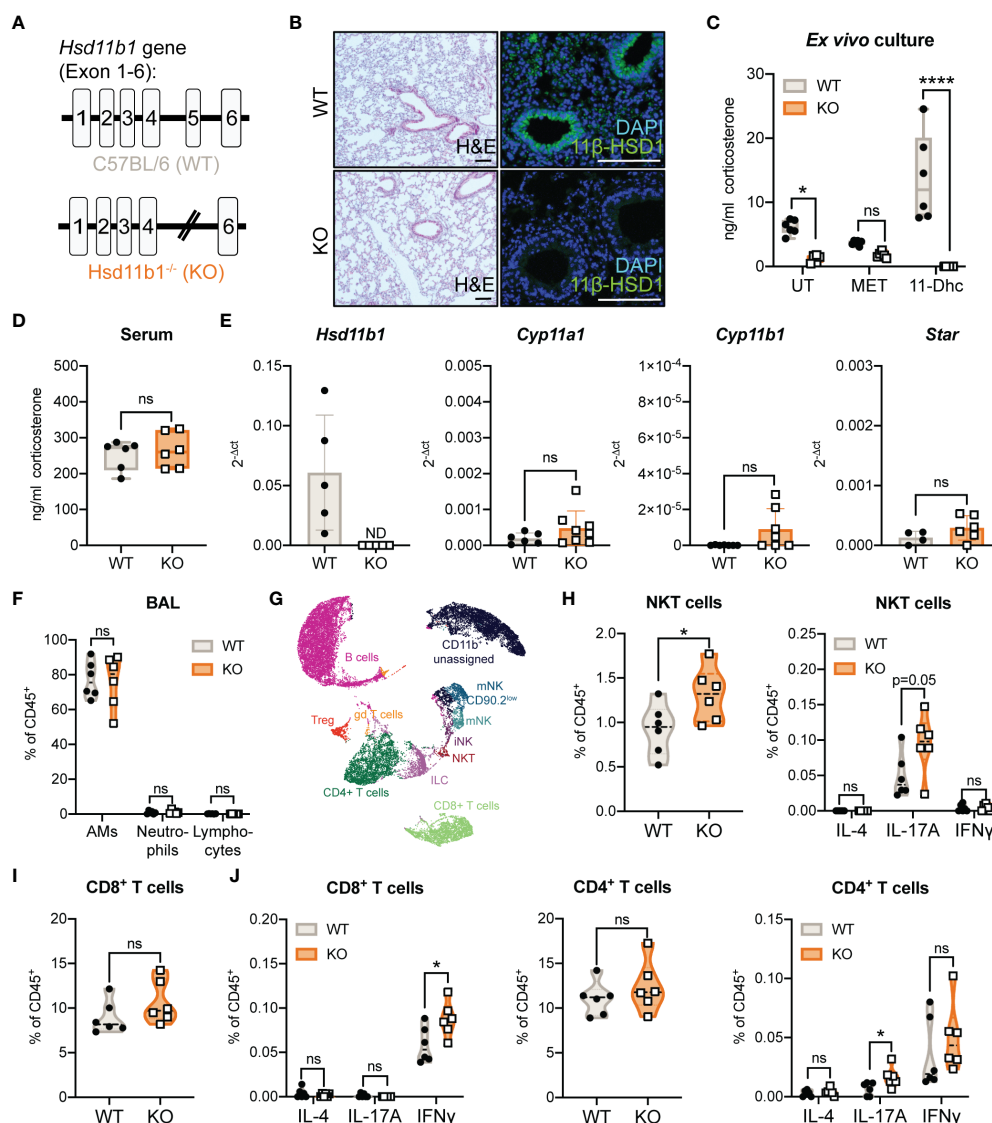 A
Hsd11b1 gene
(Exon 1-6):
1 2 3 4 5 6
C57BL/6 (WT)
1 2 3 4 6
Hsd11b1-/- (KO)
B
WT
H&E
DAPI
11β-HSD1
KO
H&E
DAPI
11β-HSD1
C
Ex vivo culture
ng/ml corticosterone
30
20
10
0
WT
KO
*
ns
****
UT MET 11-Dhc
D
Serum
ng/ml corticosterone
500
400
300
200
100
0
ns
WT KO
E
Hsd11b1
2-Δct
0.15
0.10
0.05
0.00
ND
WT KO
Cyp11a1
2-Δct
0.005
0.004
0.003
0.002
0.001
0.000
ns
WT KO
Cyp11b1
2-Δct
1×10-4
8×10-5
6×10-5
4×10-5
2×10-5
0
ns
WT KO
Star
2-Δct
0.003
0.002
0.001
0.000
ns
WT KO
F
BAL
% of CD45+
100
80
60
40
20
0
ns
WT
KO
ns
ns
AMs Neutro-
phils
Lympho-
cytes
G
B cells
CD11b+
unassigned
mNK
CD90.2low
mNK
gd T cells
Treg
iNK
NKT
ILC
CD4+ T cells
CD8+ T cells
H
NKT cells
% of CD45+
2.0
1.5
1.0
0.5
0.0
*
WT KO
NKT cells
% of CD45+
0.25
0.20
0.15
0.10
0.05
0.00
WT
KO
p=0.05
ns
ns
IL-4 IL-17A IFNγ
I
CD8+ T cells
% of CD45+
20
15
10
5
0
ns
WT KO
J
CD8+ T cells
% of CD45+
0.20
0.15
0.10
0.05
0.00
WT
KO
ns
ns
*
IL-4 IL-17A IFNγ
CD4+ T cells
% of CD45+
20
15
10
5
0
ns
WT KO
CD4+ T cells
% of CD45+
0.15
0.10
0.05
0.00
WT
KO
ns
*
ns
IL-4 IL-17A IFNγ